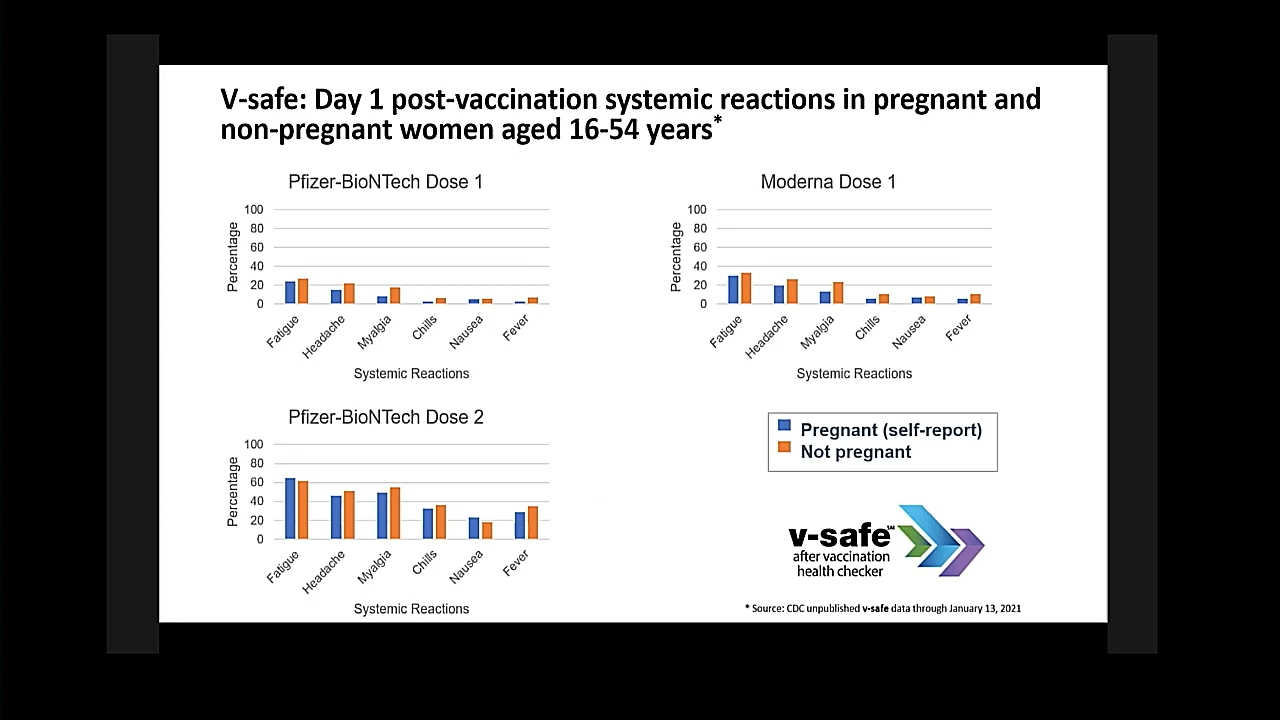 V-safe: Day 1 post-vaccination systemic reactions in pregnant and
non-pregnant women aged 16-54 years*
Pfizer-BioNTech Dose 1
Percentage
100
80
60
40
20
0
Fatigue
Headache
Myalgia
Chills
Nausea
Fever
Systemic Reactions
Moderna Dose 1
Percentage
100
80
60
40
20
0
Fatigue
Headache
Myalgia
Chills
Nausea
Fever
Systemic Reactions
Pfizer-BioNTech Dose 2
Percentage
100
80
60
40
20
0
Fatigue
Headache
Myalgia
Chills
Nausea
Fever
Systemic Reactions
Pregnant (self-report)
Not pregnant
v-safe℠
after vaccination
health checker
* Source: CDC unpublished v-safe data through January 13, 2021